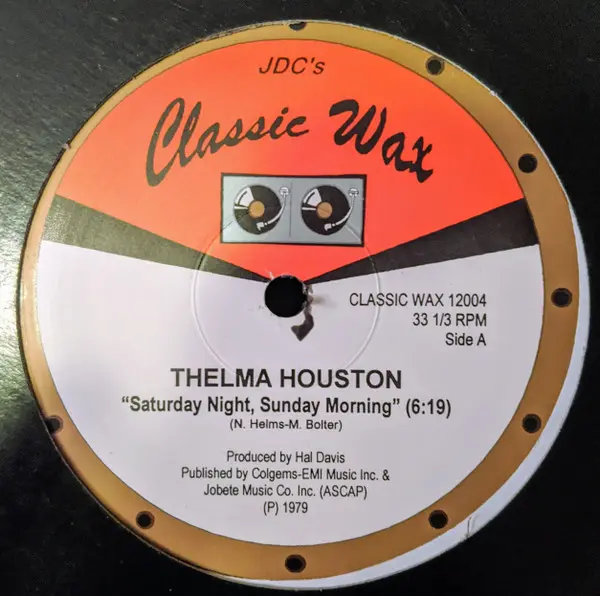 JDC's
Classic Wax
CLASSIC WAX 12004
33 1/3 RPM
Side A
THELMA HOUSTON
"Saturday Night, Sunday Morning" (6:19)
(N. Helms-M. Bolter)
Produced by Hal Davis
Published by Colgems-EMI Music Inc. &
Jobete Music Co. Inc. (ASCAP)
(P) 1979